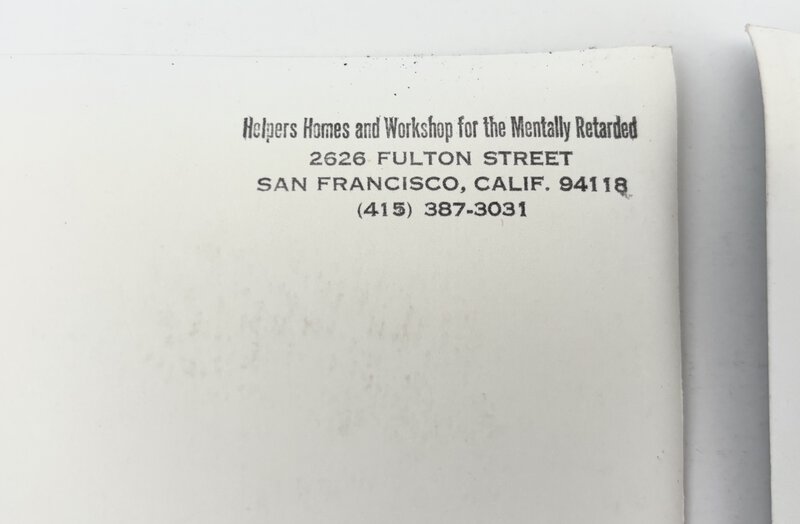 Helpers Homes and Workshop for the Mentally Retarded
2626 FULTON STREET
SAN FRANCISCO, CALIF. 94118
(415) 387-3031